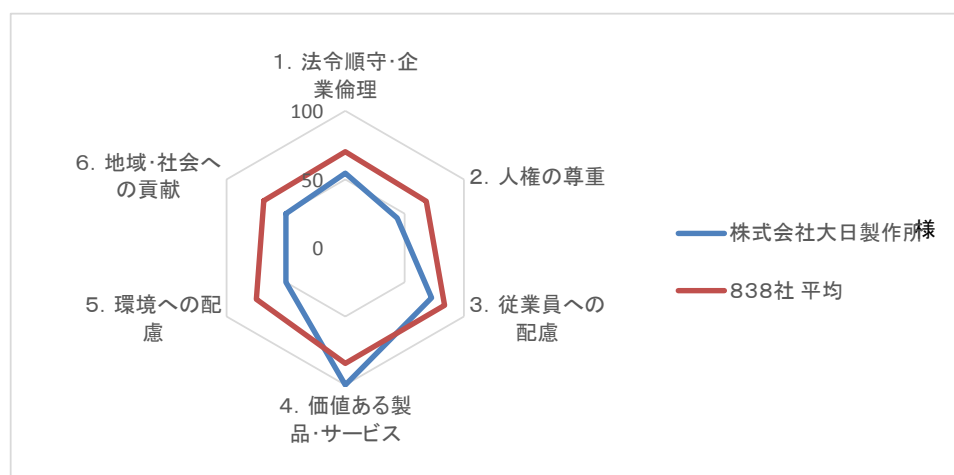 1. 法令順守・企
業倫理
100
6. 地域・社会へ
の貢献
50
2. 人権の尊重
0
株式会社大日製作所様
838社 平均
5. 環境への配
慮
3. 従業員への
配慮
4. 価値ある製
品・サービス